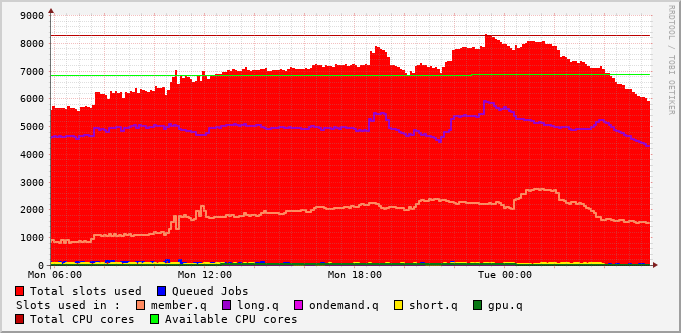 9000
8000
7000
6000
5000
4000
3000
2000
1000
0
Mon 06:00 Mon 12:00 Mon 18:00 Tue 00:00
RRDTOOL / TOBI OETIKER
Total slots used Queued Jobs
Slots used in : member.q long.q ondemand.q short.q gpu.q
Total CPU cores Available CPU cores